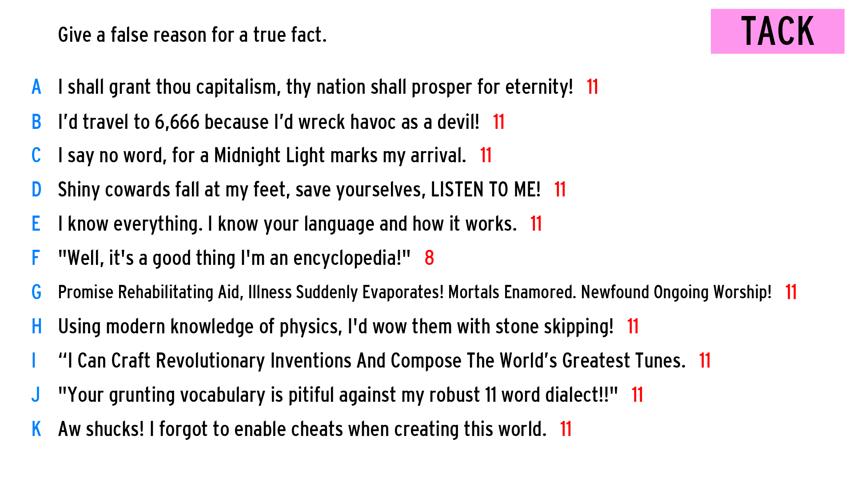 Give a false reason for a true fact.
TACK
A I shall grant thou capitalism, thy nation shall prosper for eternity! 11
B I'd travel to 6,666 because I'd wreck havoc as a devil! 11
C I say no word, for a Midnight Light marks my arrival. 11
D Shiny cowards fall at my feet, save yourselves, LISTEN TO ME! 11
E I know everything. I know your language and how it works. 11
F "Well, it's a good thing I'm an encyclopedia!" 8
G Promise Rehabilitating Aid, Illness Suddenly Evaporates! Mortals Enamored. Newfound Ongoing Worship! 11
H Using modern knowledge of physics, I'd wow them with stone skipping! 11
I “I Can Craft Revolutionary Inventions And Compose The World's Greatest Tunes. 11
J "Your grunting vocabulary is pitiful against my robust 11 word dialect!!" 11
K Aw shucks! I forgot to enable cheats when creating this world. 11